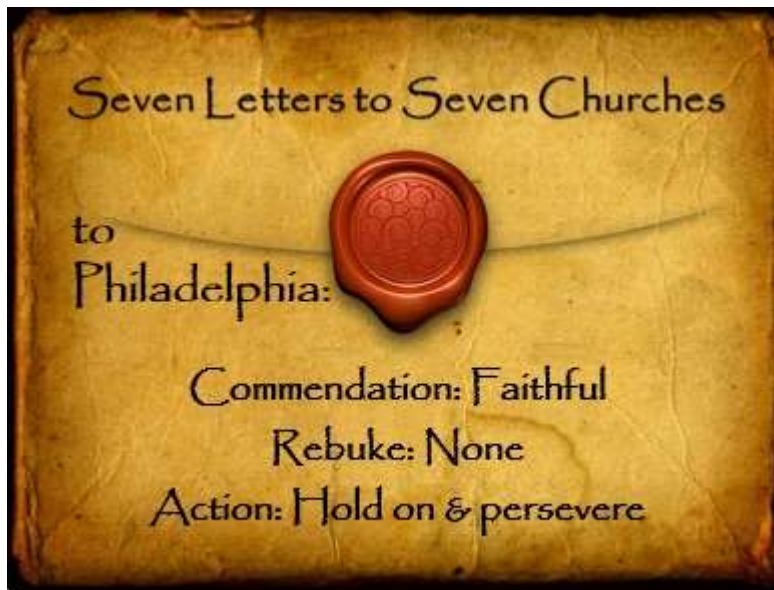 Seven Letters to Seven Churches
to
Philadelphia:
Commendation: Faithful
Rebuke: None
Action: Hold on & persevere